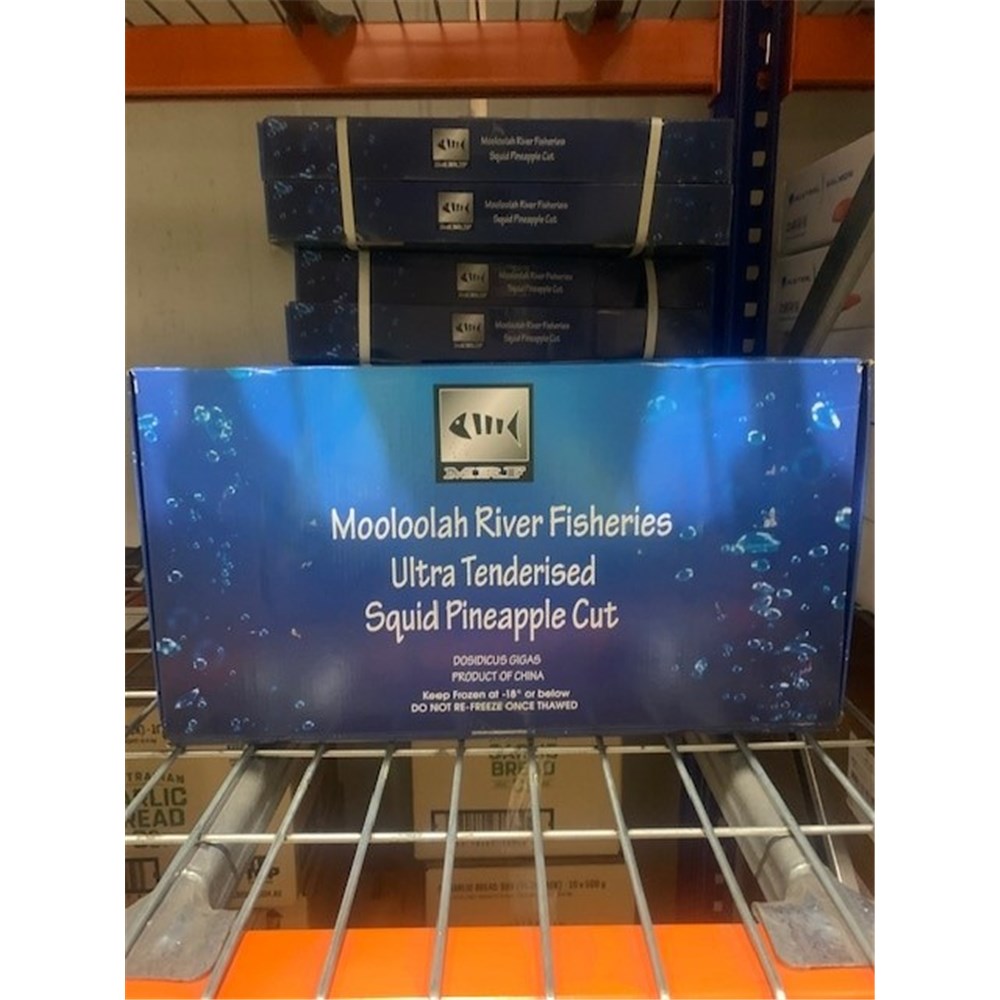 Mooloolah River Fisheries
Squid Pineapple Cut
Mooloolah River Fisheries
Squid Pineapple Cut
Mooloolah River Fisheries
Squid Pineapple Cut
Mooloolah River Fisheries
Squid Pineapple Cut
MRF
Mooloolah River Fisheries
Ultra Tenderised
Squid Pineapple Cut
DOSIDICUS GIGAS
PRODUCT OF CHINA
Keep Frozen at -18° or below
DO NOT RE-FREEZE ONCE THAWED
GARLIC
BREAD